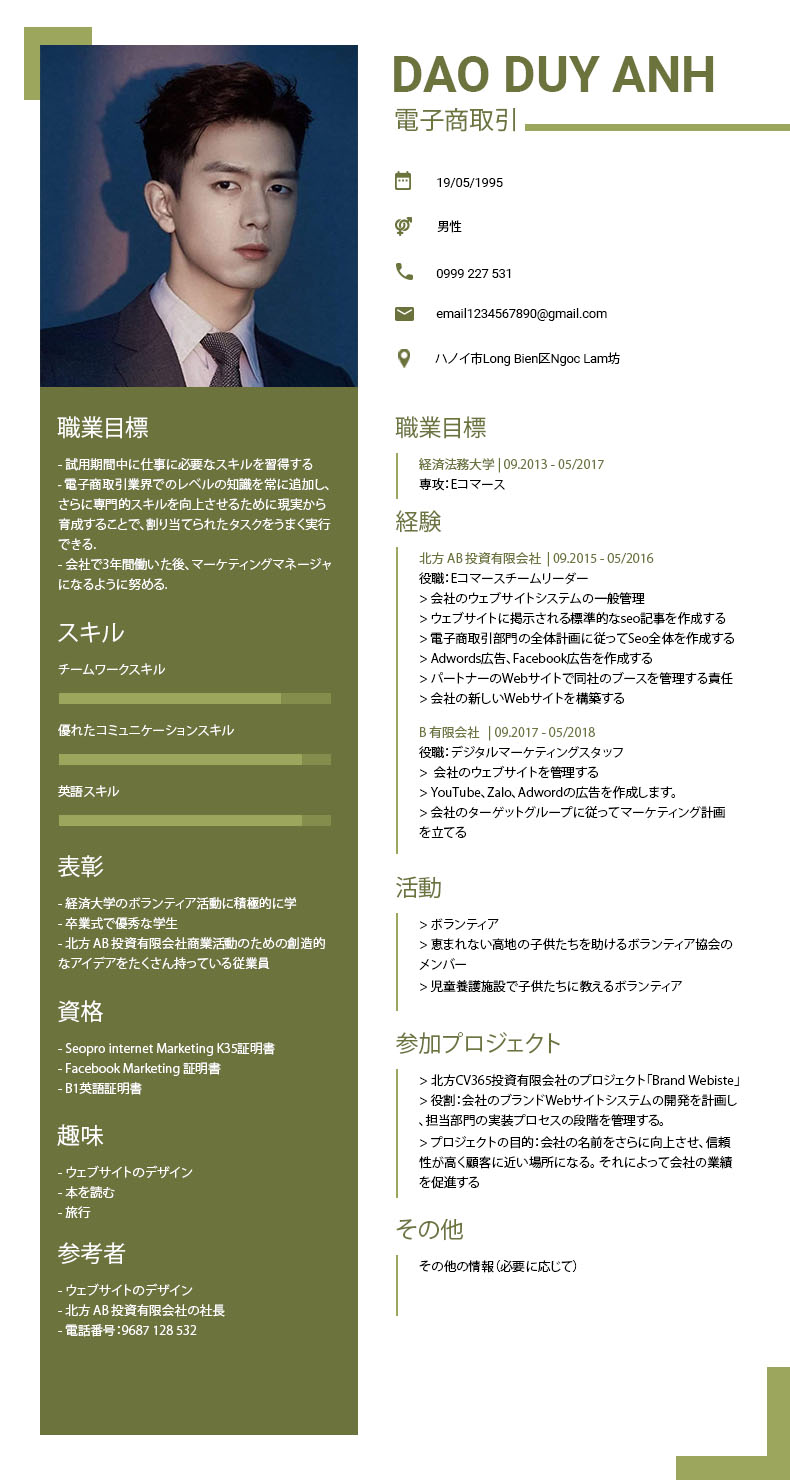 DAO DUY ANH
電子商取引
19/05/1995
男性
0999 227 531
email1234567890@gmail.com
ハノイ市Long Bien区Ngoc Lam坊
職業目標
- 試用期間中に仕事に必要なスキルを習得する
- 電子商取引業界でのレベルの知識を常に追加し、
さらに専門的スキルを向上させるために現実から
育成することで、割り当てられたタスクをうまく実行
できる.
- 会社で3年間働いた後、マーケティングマネージャ
になるように努める.
スキル
チームワークスキル
優れたコミュニケーションスキル
英語スキル
表彰
- 経済大学のボランティア活動に積極的に学
- 卒業式で優秀な学生
- 北方 AB 投資有限会社商業活動のための創造的
なアイデアをたくさん持っている従業員
資格
- Seopro internet Marketing K35証明書
- Facebook Marketing 証明書
- B1英語証明書
趣味
- ウェブサイトのデザイン
- 本を読む
- 旅行
参考者
- ウェブサイトのデザイン
- 北方 AB 投資有限会社の社長
- 電話番号：9687 128 532
職業目標
経済法務大学 | 09.2013 - 05/2017
専攻：Eコマース
経験
北方 AB 投資有限会社 | 09.2015 - 05/2016
役職：Eコマースチームリーダー
> 会社のウェブサイトシステムの一般管理
> ウェブサイトに掲示される標準的なseo記事を作成する
> 電子商取引部門の全体計画に従ってSeo全体を作成する
> Adwords広告、Facebook広告を作成する
> パートナーのWebサイトで同社のブースを管理する責任
> 会社の新しいWebサイトを構築する
B 有限会社 | 09.2017 - 05/2018
役職：デジタルマーケティングスタッフ
> 会社のウェブサイトを管理する
> YouTube、Zalo、Adwordの広告を作成します。
> 会社のターゲットグループに従ってマーケティング計画
を立てる
活動
> ボランティア
> 恵まれない高地の子供たちを助けるボランティア協会の
メンバー
> 児童養護施設で子供たちに教えるボランティア
参加プロジェクト
> 北方CV365投資有限会社のプロジェクト「Brand Webiste」
> 役割：会社のブランドWebサイトシステムの開発を計画し
、担当部門の実装プロセスの段階を管理する。
> プロジェクトの目的：会社の名前をさらに向上させ、信頼
性が高く顧客に近い場所になる。それによって会社の業績
を促進する
その他
その他の情報（必要に応じて）